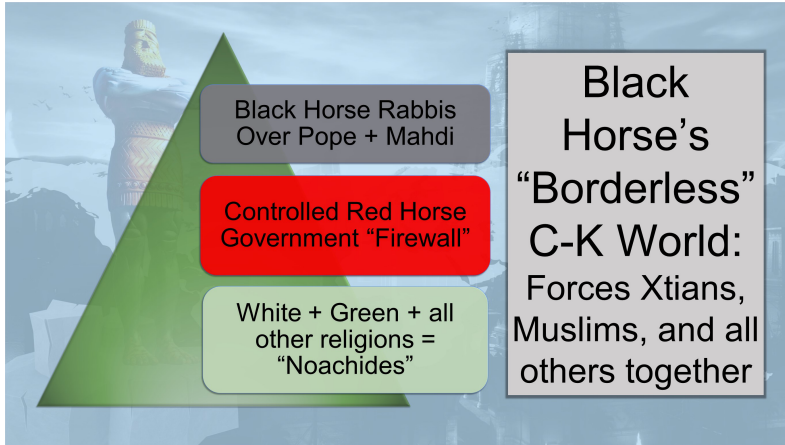 Black Horse Rabbis
Over Pope + Mahdi
Controlled Red Horse
Government “Firewall”
White + Green + all
other religions =
“Noachides”
Black
Horse’s
“Borderless”
C-K World:
Forces Xtians,
Muslims, and all
others together